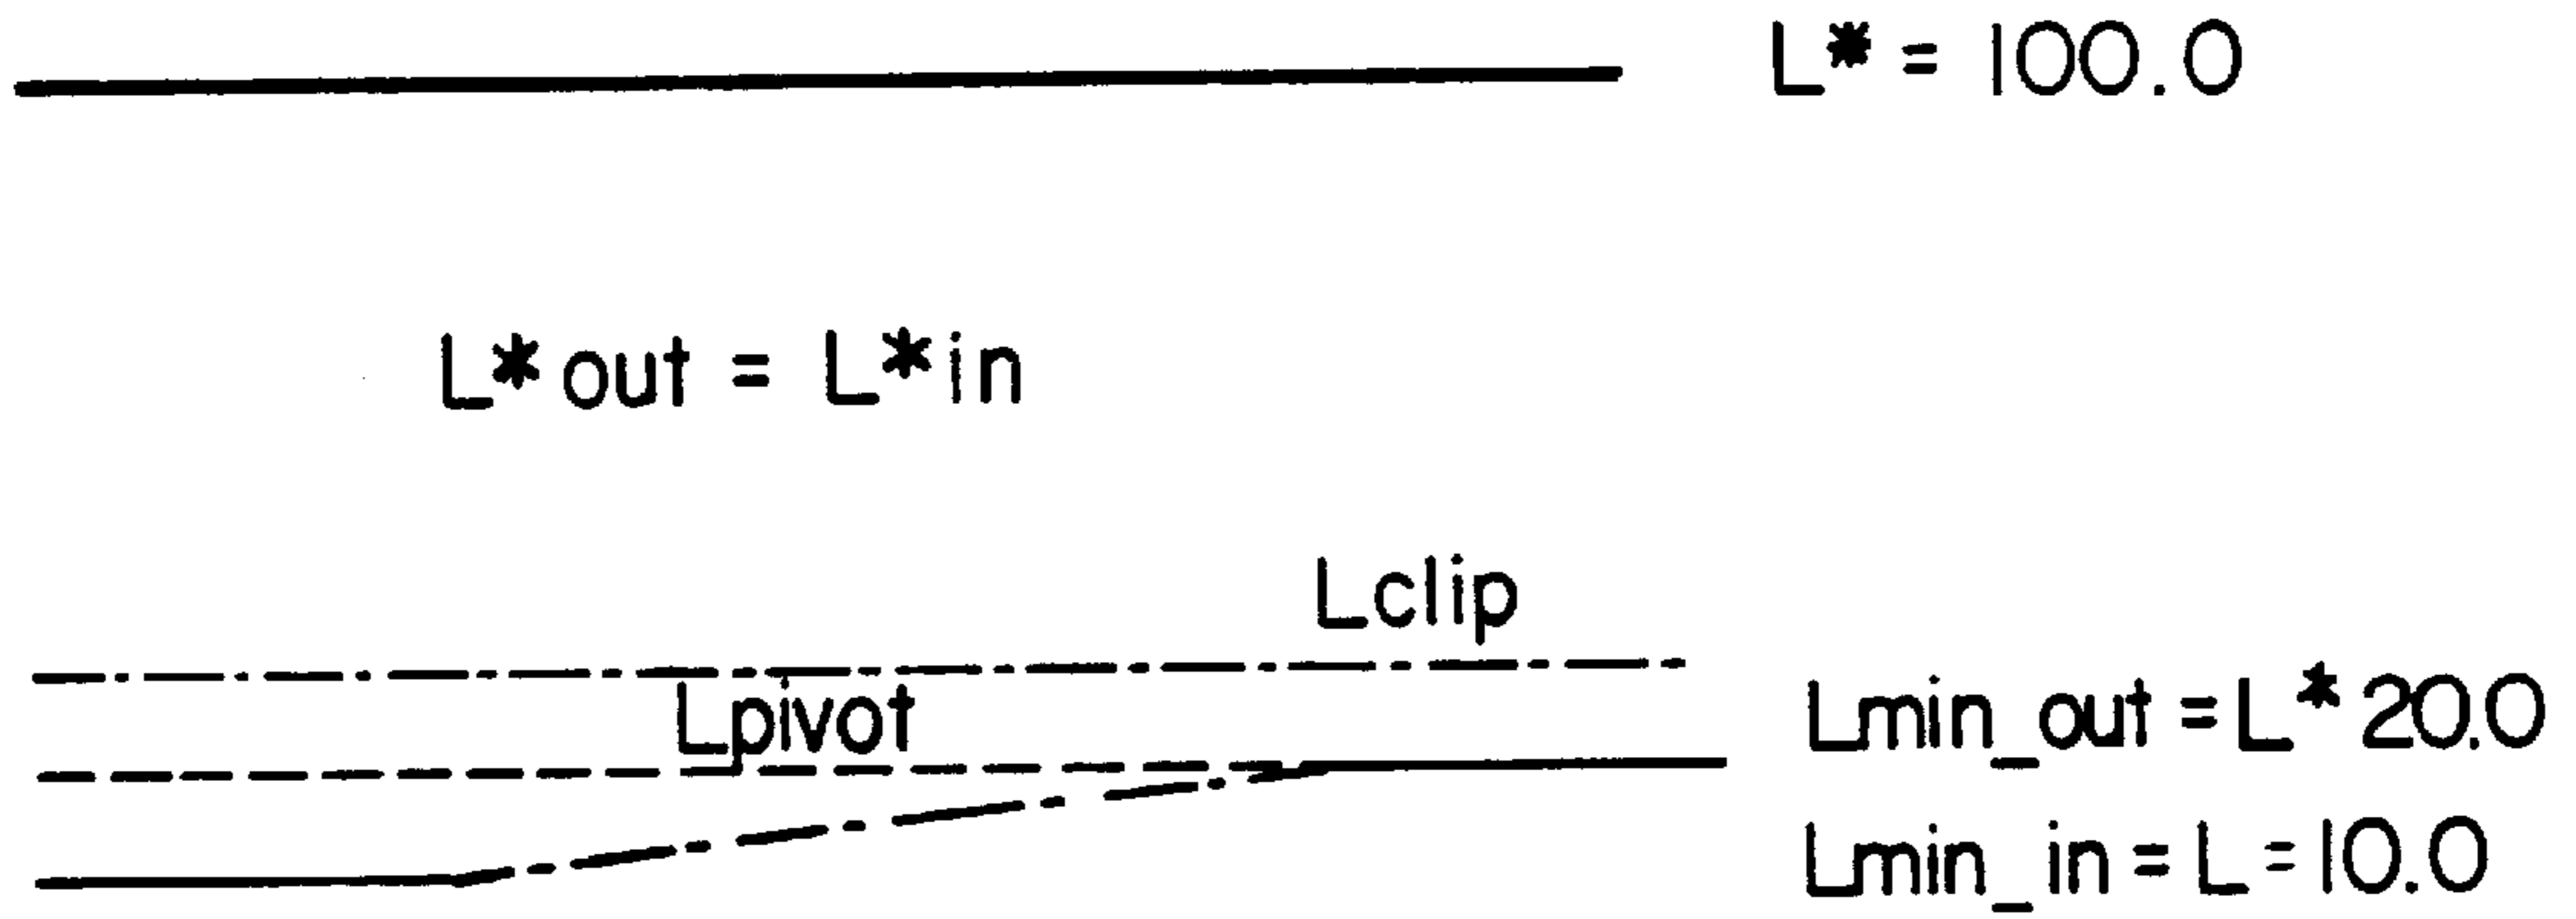 L* = 100.0
L*out = L*in
Lclip
Lpivot
Lmin_out = L* 20.0
Lmin_in = L = 10.0